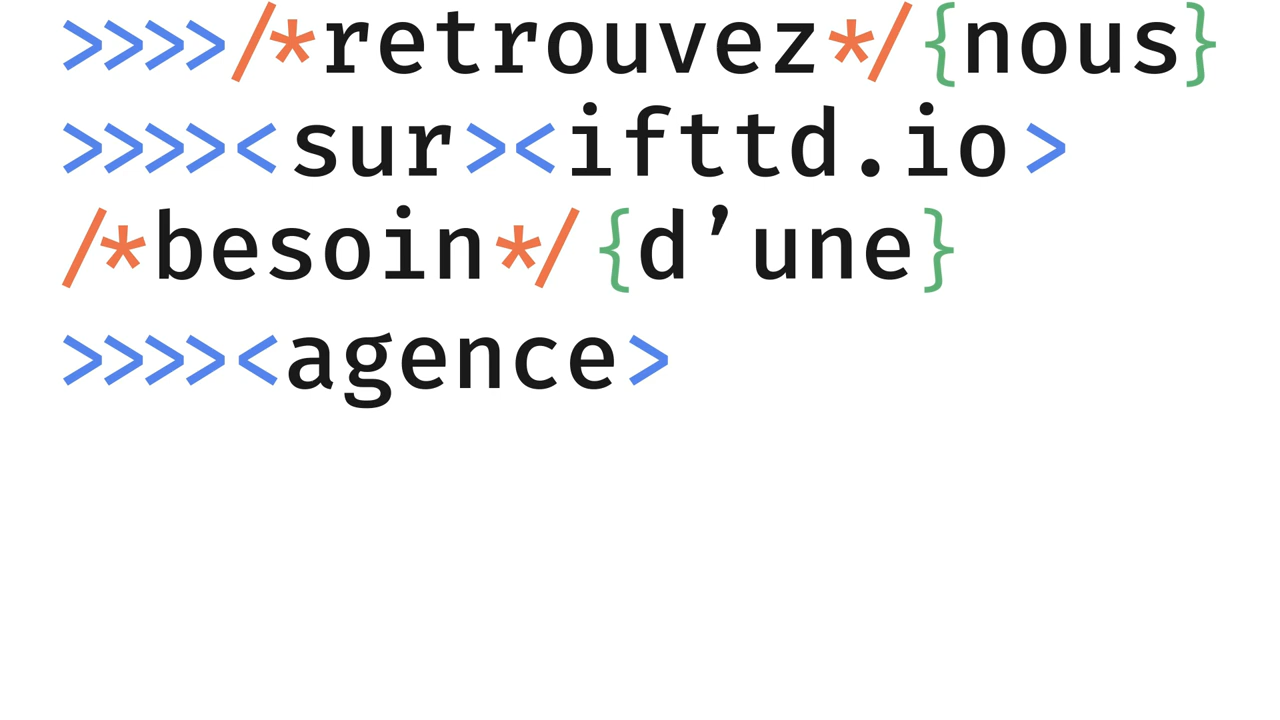 >>>>/*retrouvez*/{nous}
>>>><sur><ifttd.io>
/*besoin*/{d’une}
>>>><agence>